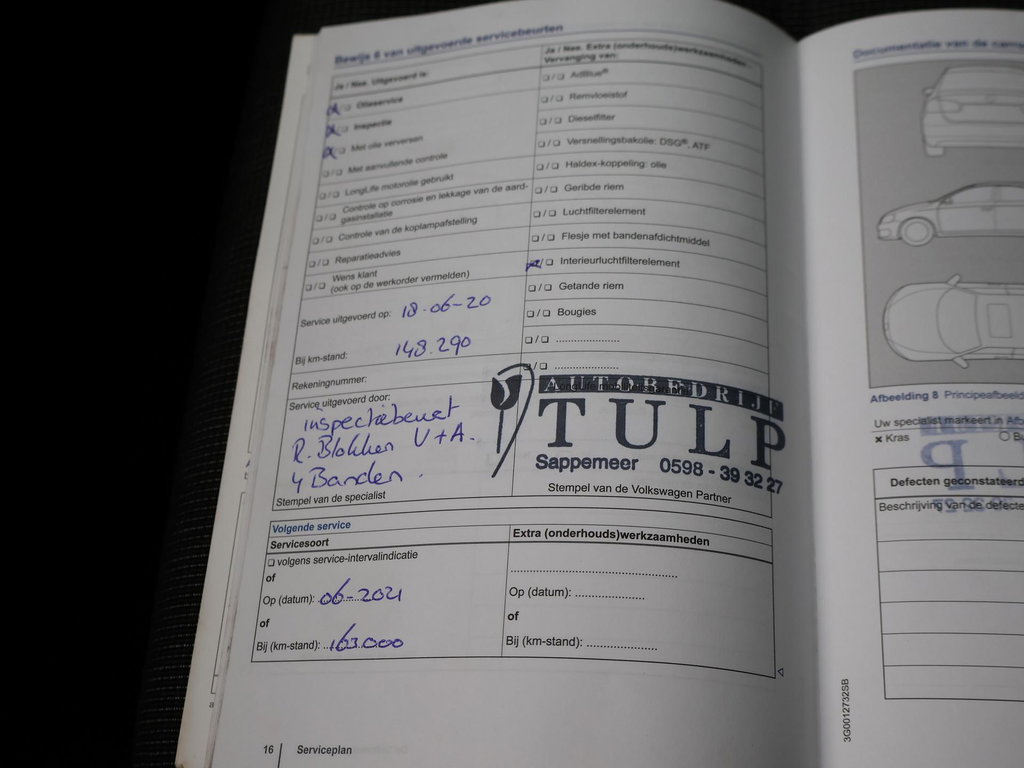 Bewijs 6 van uitgevoerde servicebeurten
Ja / Nee. Uitgevoerd is:
Olieservice
Inspectie
Met olie verversen
Met aanvullende controle
LongLife motorolie gebruikt
Controle op corrosie en lekkage van de aard-
gasinstallatie
Controle van de koplampafstelling
Reparatieadvies
Wens klant
(ook op de werkorder vermelden)
Service uitgevoerd op: 18-06-20
Bij km-stand: 148.290
Rekeningnummer:
Service uitgevoerd door:
inspectiebeurt
R. Blokken V+A.
4 Banden.
Stempel van de specialist
Ja / Nee. Extra (onderhouds)werkzaamheden
Vervanging van:
AdBlue®
Remvloeistof
Dieselfilter
Versnellingsbakolie: DSG®, ATF
Haldex-koppeling: olie
Geribde riem
Luchtfilterelement
Flesje met bandenafdichtmiddel
Interieurluchtfilterelement
Getande riem
Bougies
AUTOBEDRIJF
TULP
Sappemeer 0598 - 39 32 27
Stempel van de Volkswagen Partner
Volgende service
Servicesoort
volgens service-intervalindicatie
of
Op (datum): 06-2021
of
Bij (km-stand): 163.000
Extra (onderhouds)werkzaamheden
Op (datum):
of
Bij (km-stand):
16 Serviceplan
Documentatie van de
Afbeelding 8 Principeafbeeld
Uw specialist markeert in Afb
Kras
Defecten geconstateerd
Beschrijving van de defecte
3G0012732SB